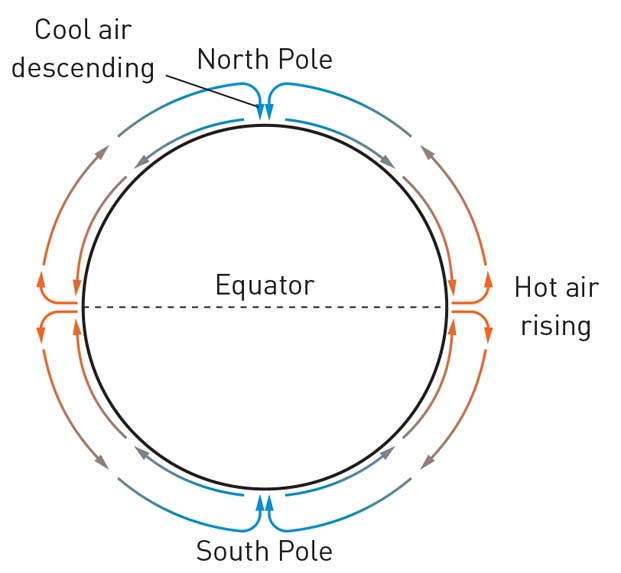 Cool air
descending
North Pole
Equator
Hot air
rising
South Pole